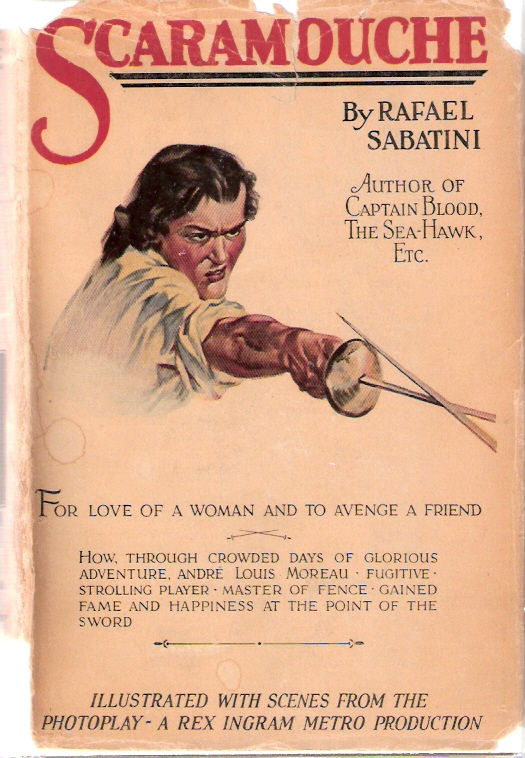 SCARAMOUCHE
By RAFAEL
SABATINI
AUTHOR OF
CAPTAIN BLOOD,
THE SEA-HAWK,
ETC.
FOR LOVE OF A WOMAN AND TO AVENGE A FRIEND
HOW, THROUGH CROWDED DAYS OF GLORIOUS
ADVENTURE, ANDRÉ LOUIS MOREAU · FUGITIVE ·
STROLLING PLAYER · MASTER OF FENCE · GAINED
FAME AND HAPPINESS AT THE POINT OF THE
SWORD
ILLUSTRATED WITH SCENES FROM THE
PHOTOPLAY - A REX INGRAM METRO PRODUCTION